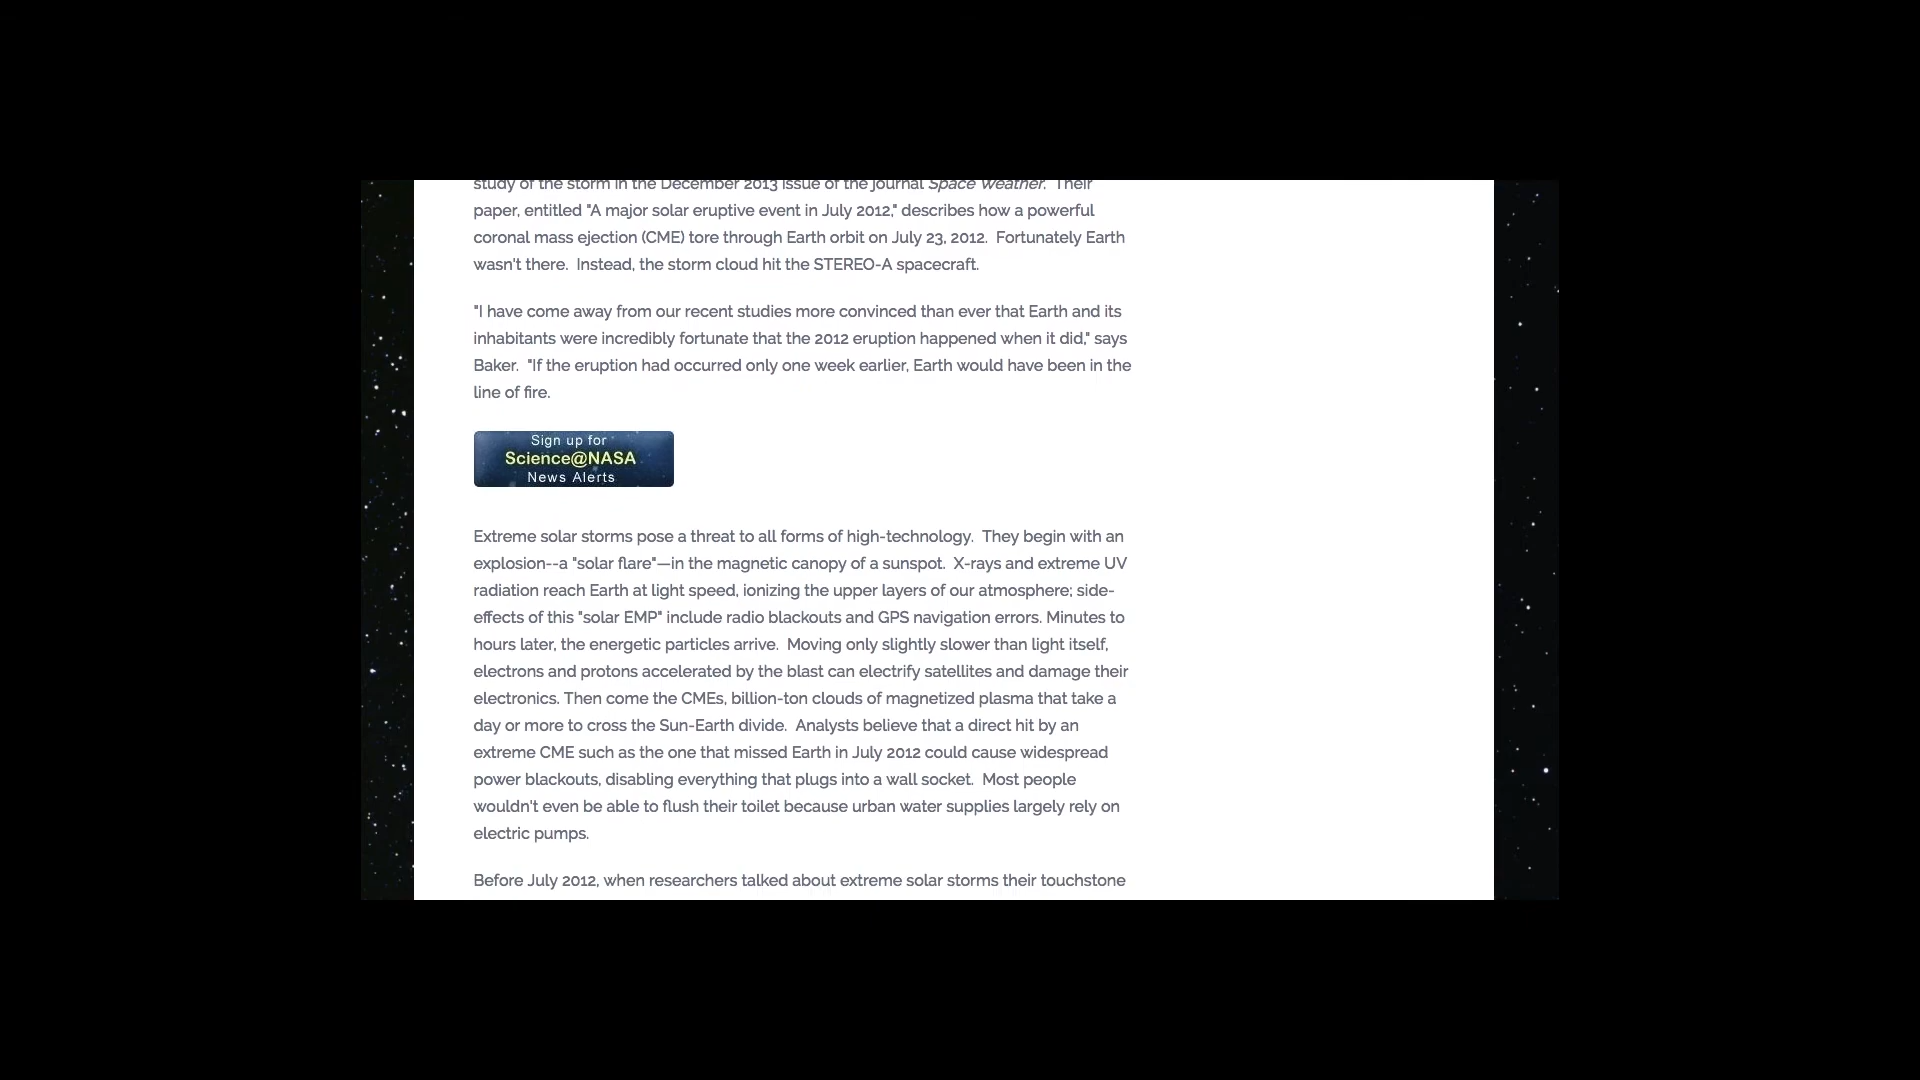 study of the storm in the December 2013 issue of the journal Space Weather.  Their
paper, entitled "A major solar eruptive event in July 2012," describes how a powerful
coronal mass ejection (CME) tore through Earth orbit on July 23, 2012.  Fortunately Earth
wasn't there.  Instead, the storm cloud hit the STEREO-A spacecraft.
"I have come away from our recent studies more convinced than ever that Earth and its
inhabitants were incredibly fortunate that the 2012 eruption happened when it did," says
Baker.  "If the eruption had occurred only one week earlier, Earth would have been in the
line of fire.
Sign up for
Science@NASA
News Alerts
Extreme solar storms pose a threat to all forms of high-technology.  They begin with an
explosion--a "solar flare"—in the magnetic canopy of a sunspot.  X-rays and extreme UV
radiation reach Earth at light speed, ionizing the upper layers of our atmosphere; side-
effects of this "solar EMP" include radio blackouts and GPS navigation errors. Minutes to
hours later, the energetic particles arrive.  Moving only slightly slower than light itself,
electrons and protons accelerated by the blast can electrify satellites and damage their
electronics. Then come the CMEs, billion-ton clouds of magnetized plasma that take a
day or more to cross the Sun-Earth divide.  Analysts believe that a direct hit by an
extreme CME such as the one that missed Earth in July 2012 could cause widespread
power blackouts, disabling everything that plugs into a wall socket.  Most people
wouldn't even be able to flush their toilet because urban water supplies largely rely on
electric pumps.
Before July 2012, when researchers talked about extreme solar storms their touchstone